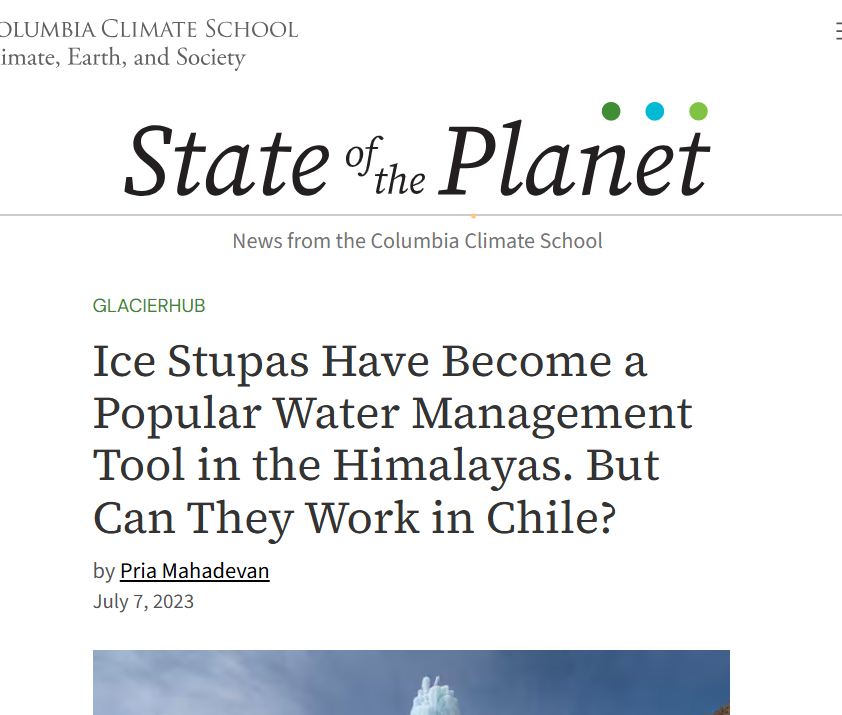 OLUMBIA CLIMATE SCHOOL
imate, Earth, and Society
State of the Planet
News from the Columbia Climate School
GLACIERHUB
Ice Stupas Have Become a
Popular Water Management
Tool in the Himalayas. But
Can They Work in Chile?
by Pria Mahadevan
July 7, 2023